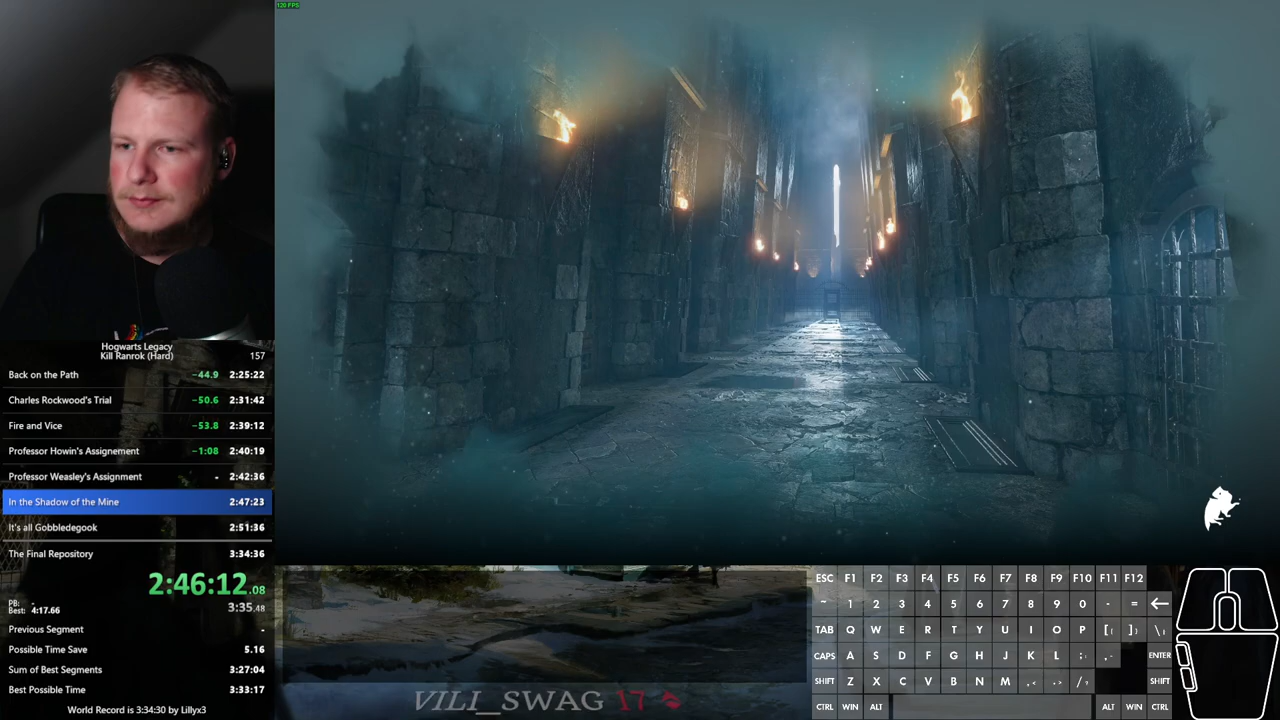 120 FPS
Hogwarts Legacy
Kill Ranrok (Hard) 157
Back on the Path -44.9 2:25:22
Charles Rockwood's Trial -50.6 2:31:42
Fire and Vice -53.8 2:39:12
Professor Howin's Assignement -1:08 2:40:19
Professor Weasley's Assignment - 2:42:36
In the Shadow of the Mine 2:47:23
It's all Gobbledegook 2:51:36
The Final Repository 3:34:36
2:46:12.08
PB: -
Best: 4:17.66 3:35.48
Previous Segment -
Possible Time Save 5.16
Sum of Best Segments 3:27:04
Best Possible Time 3:33:17
World Record is 3:34:30 by Lillyx3
VILI_SWAG 17
ESC F1 F2 F3 F4 F5 F6 F7 F8 F9 F10 F11 F12
~ 1 2 3 4 5 6 7 8 9 0 - =
TAB Q W E R T Y U I O P [{ ]} \|
CAPS A S D F G H J K L ;: ENTER
SHIFT Z X C V B N M ,< .> /? SHIFT
CTRL WIN ALT ALT WIN CTRL